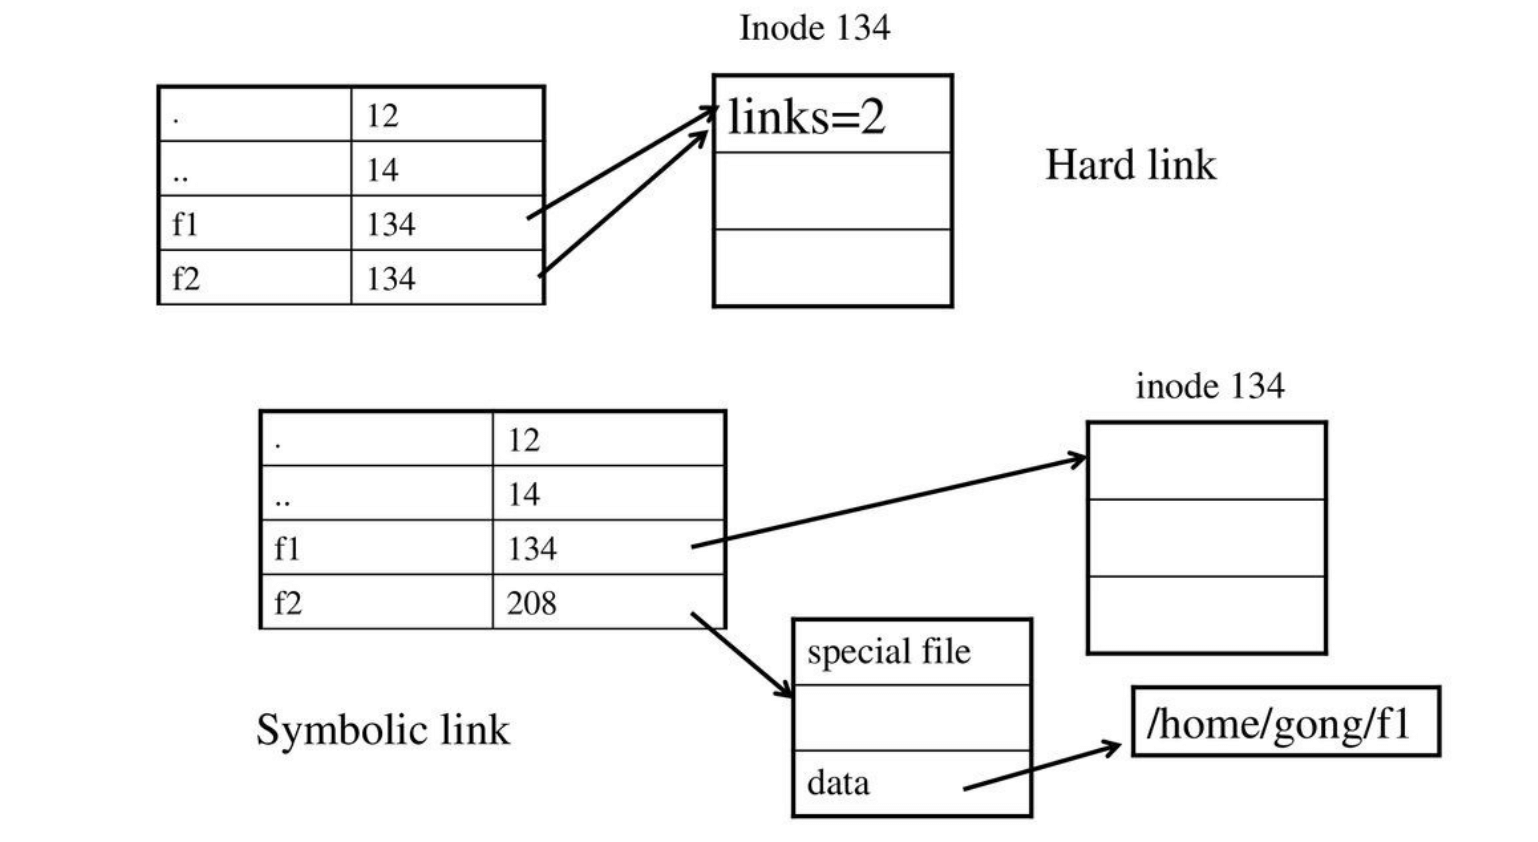 Inode 134
. 12
.. 14
f1 134
f2 134
links=2
Hard link
inode 134
. 12
.. 14
f1 134
f2 208
special file
data
/home/gong/f1
Symbolic link